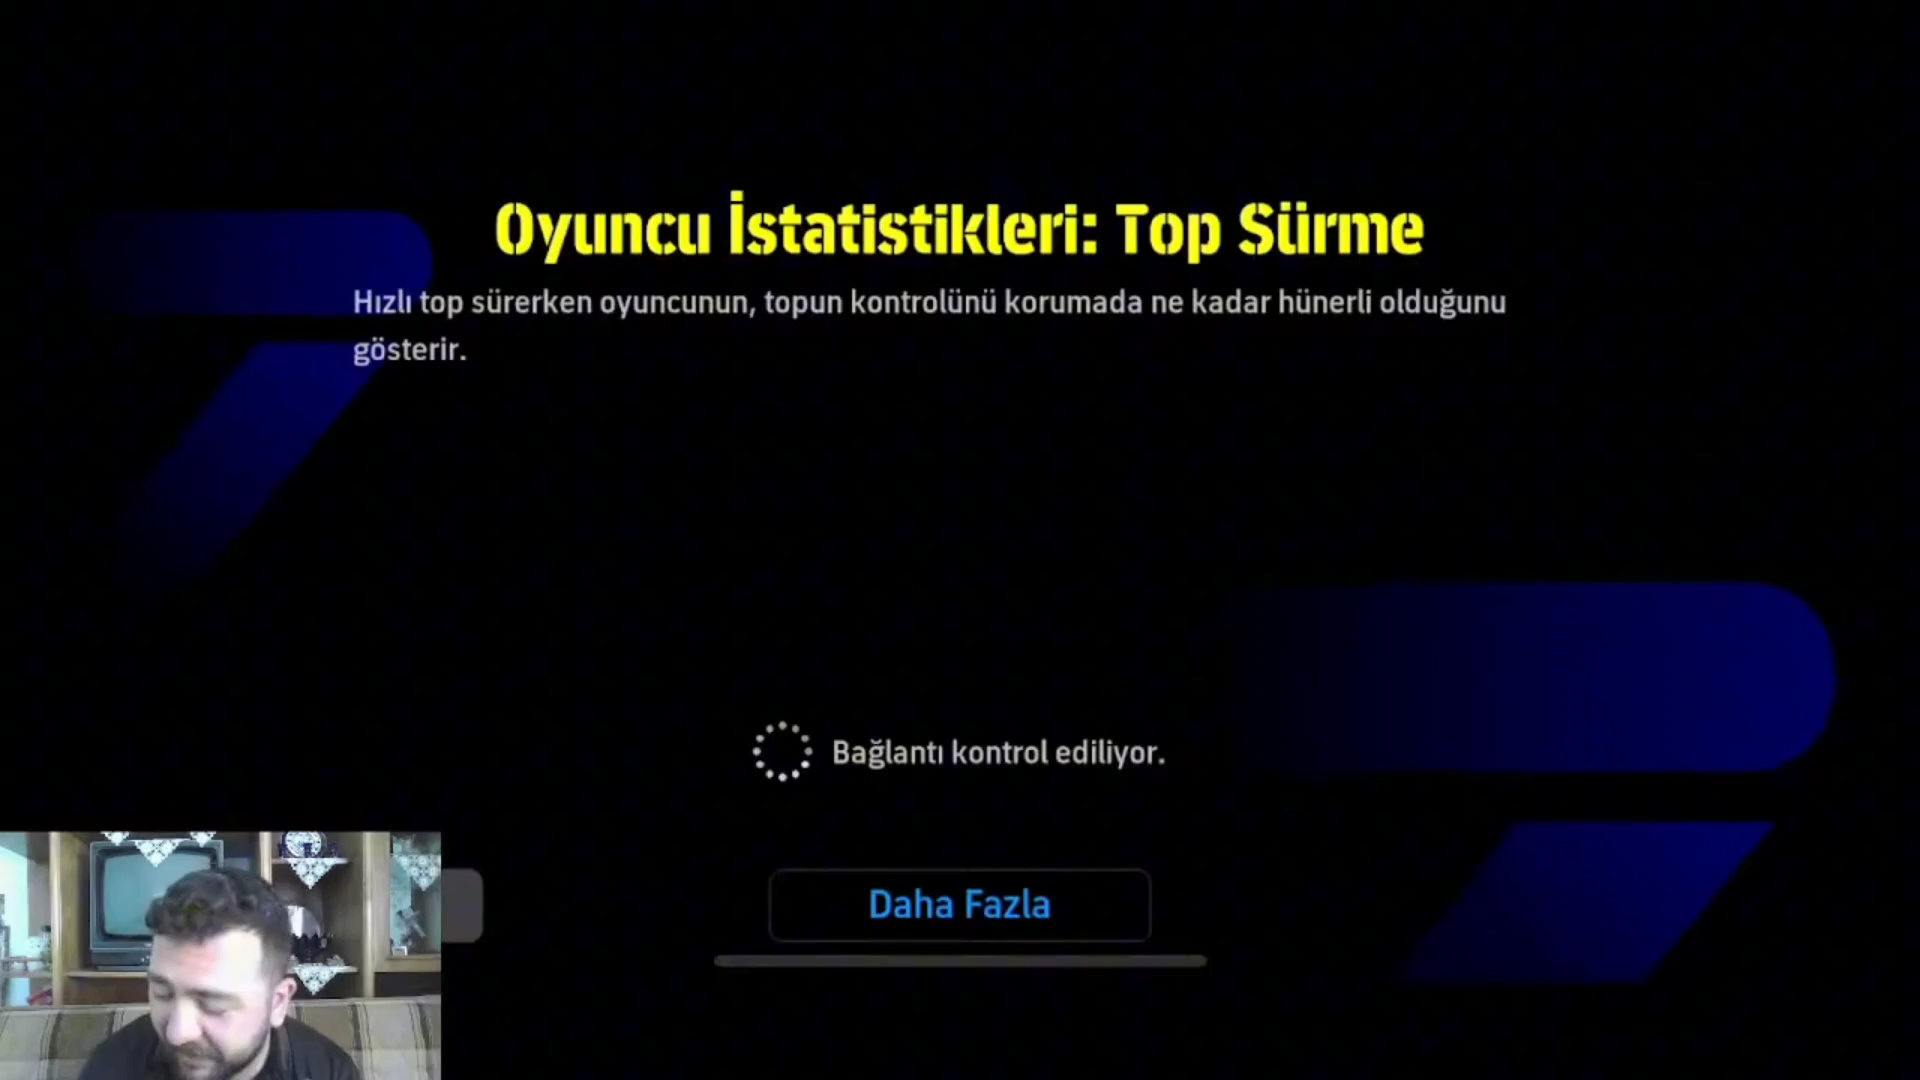 Oyuncu İstatistikleri: Top Sürme
Hızlı top sürerken oyuncunun, topun kontrolünü korumada ne kadar hünerli olduğunu
gösterir.
Bağlantı kontrol ediliyor.
Daha Fazla